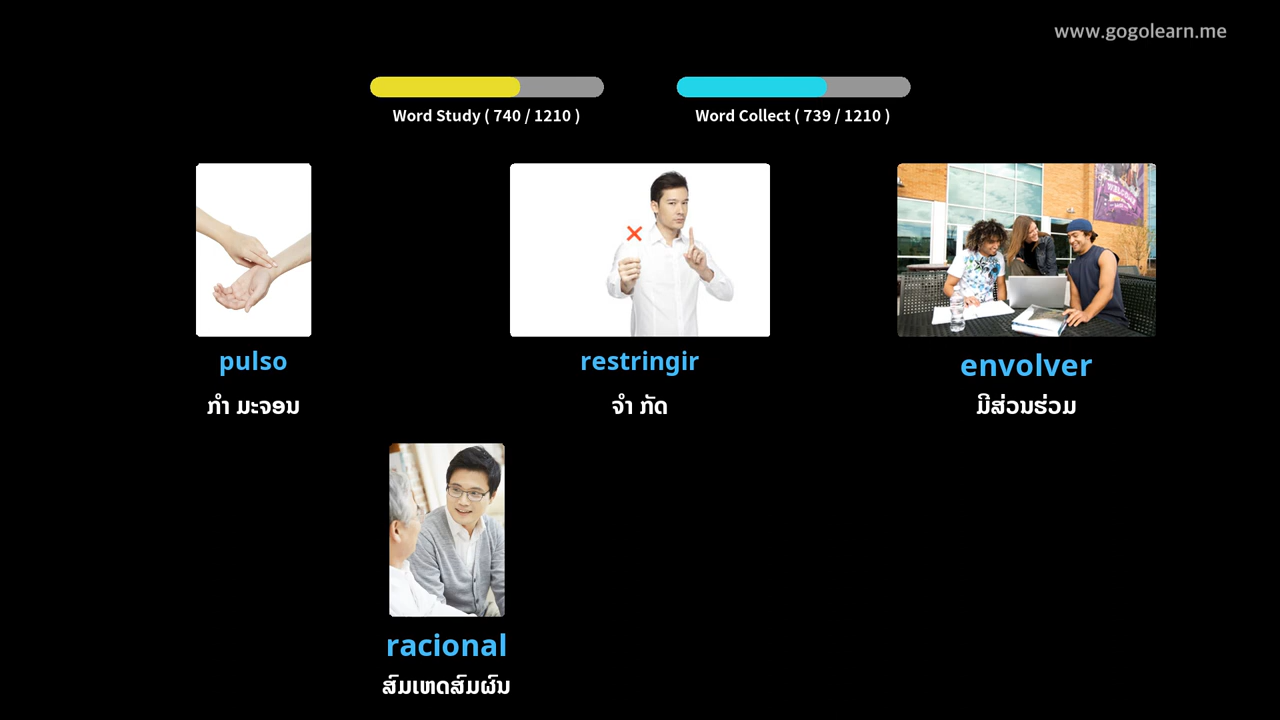 www.gogolearn.me
Word Study ( 740 / 1210 )
Word Collect ( 739 / 1210 )
WELCOME
pulso
restringir
envolver
ກຳ ມະຈອນ
ຈຳ ກັດ
ມີສ່ວນຮ່ວມ
racional
ສົມເຫດສົມຜົນ